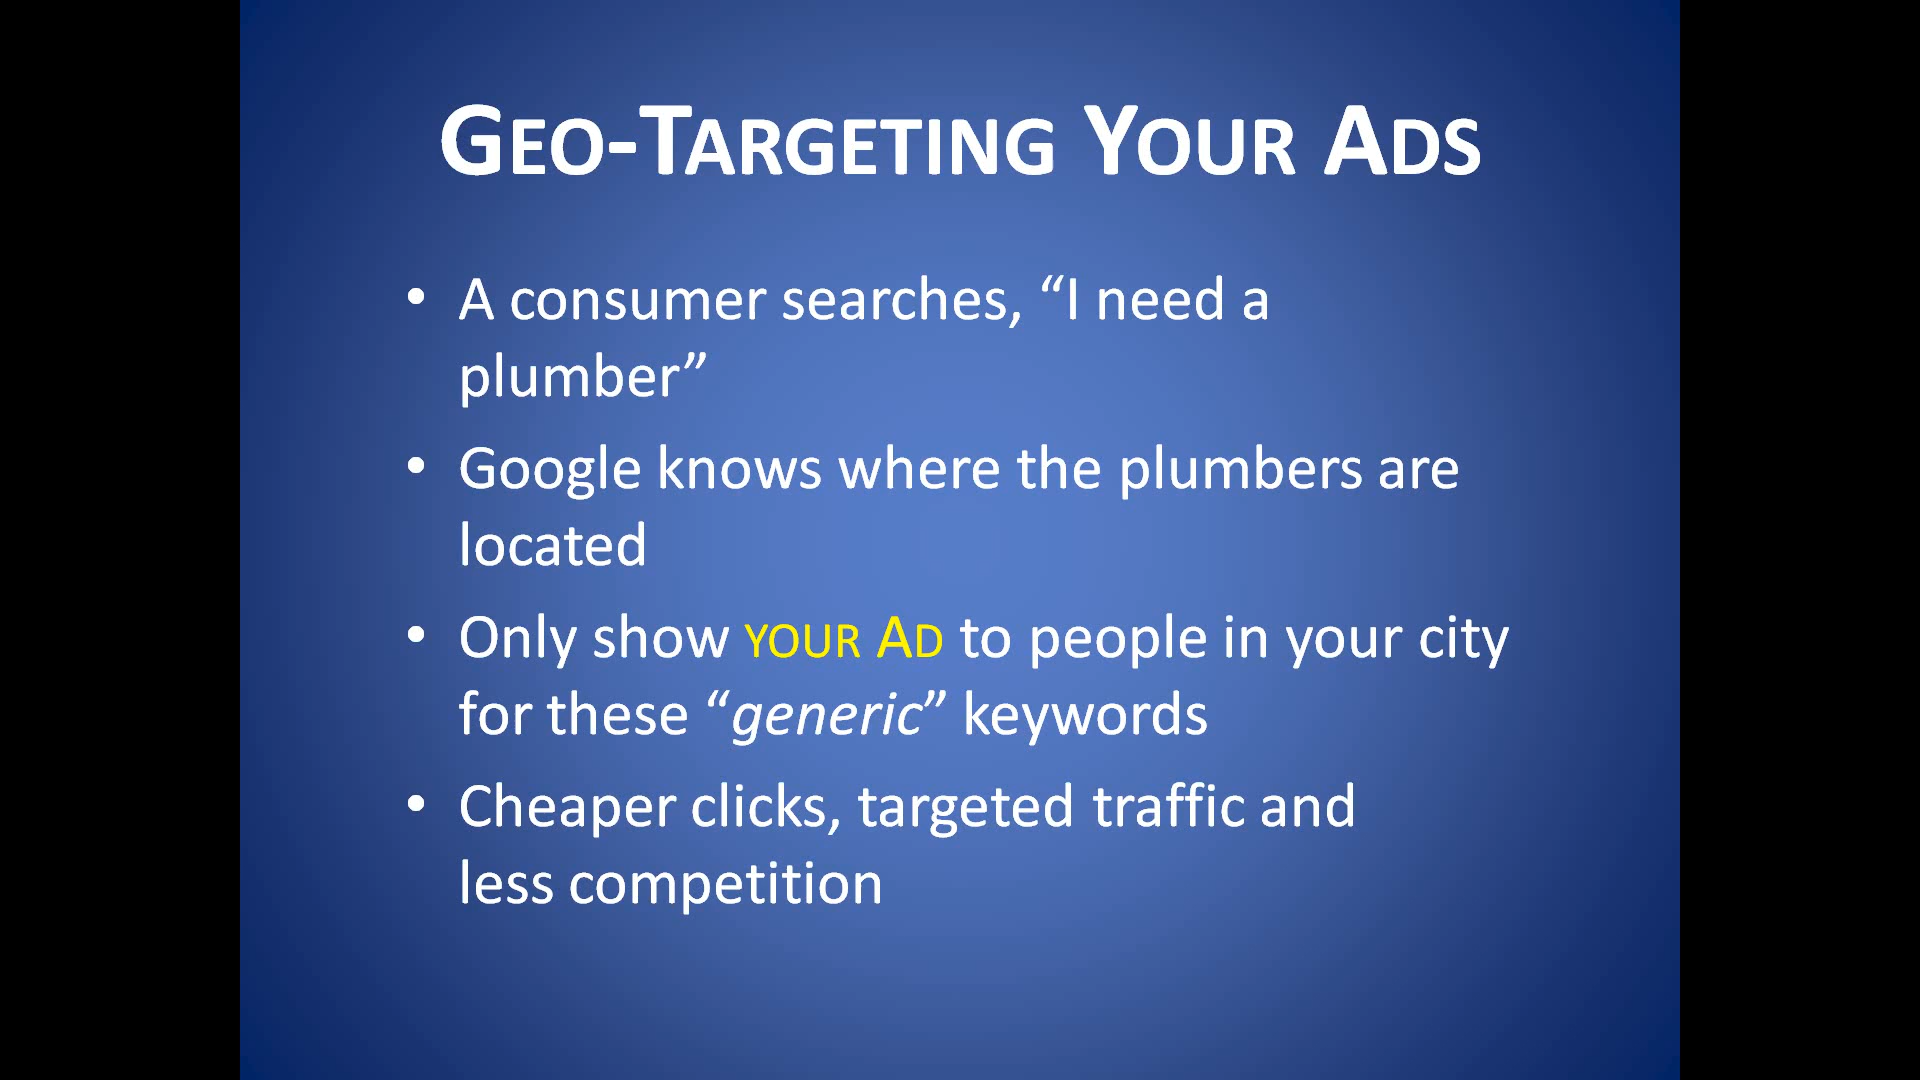 Geo-Targeting Your Ads
• A consumer searches, “I need a
plumber”
• Google knows where the plumbers are
located
• Only show your Ad to people in your city
for these “generic” keywords
• Cheaper clicks, targeted traffic and
less competition